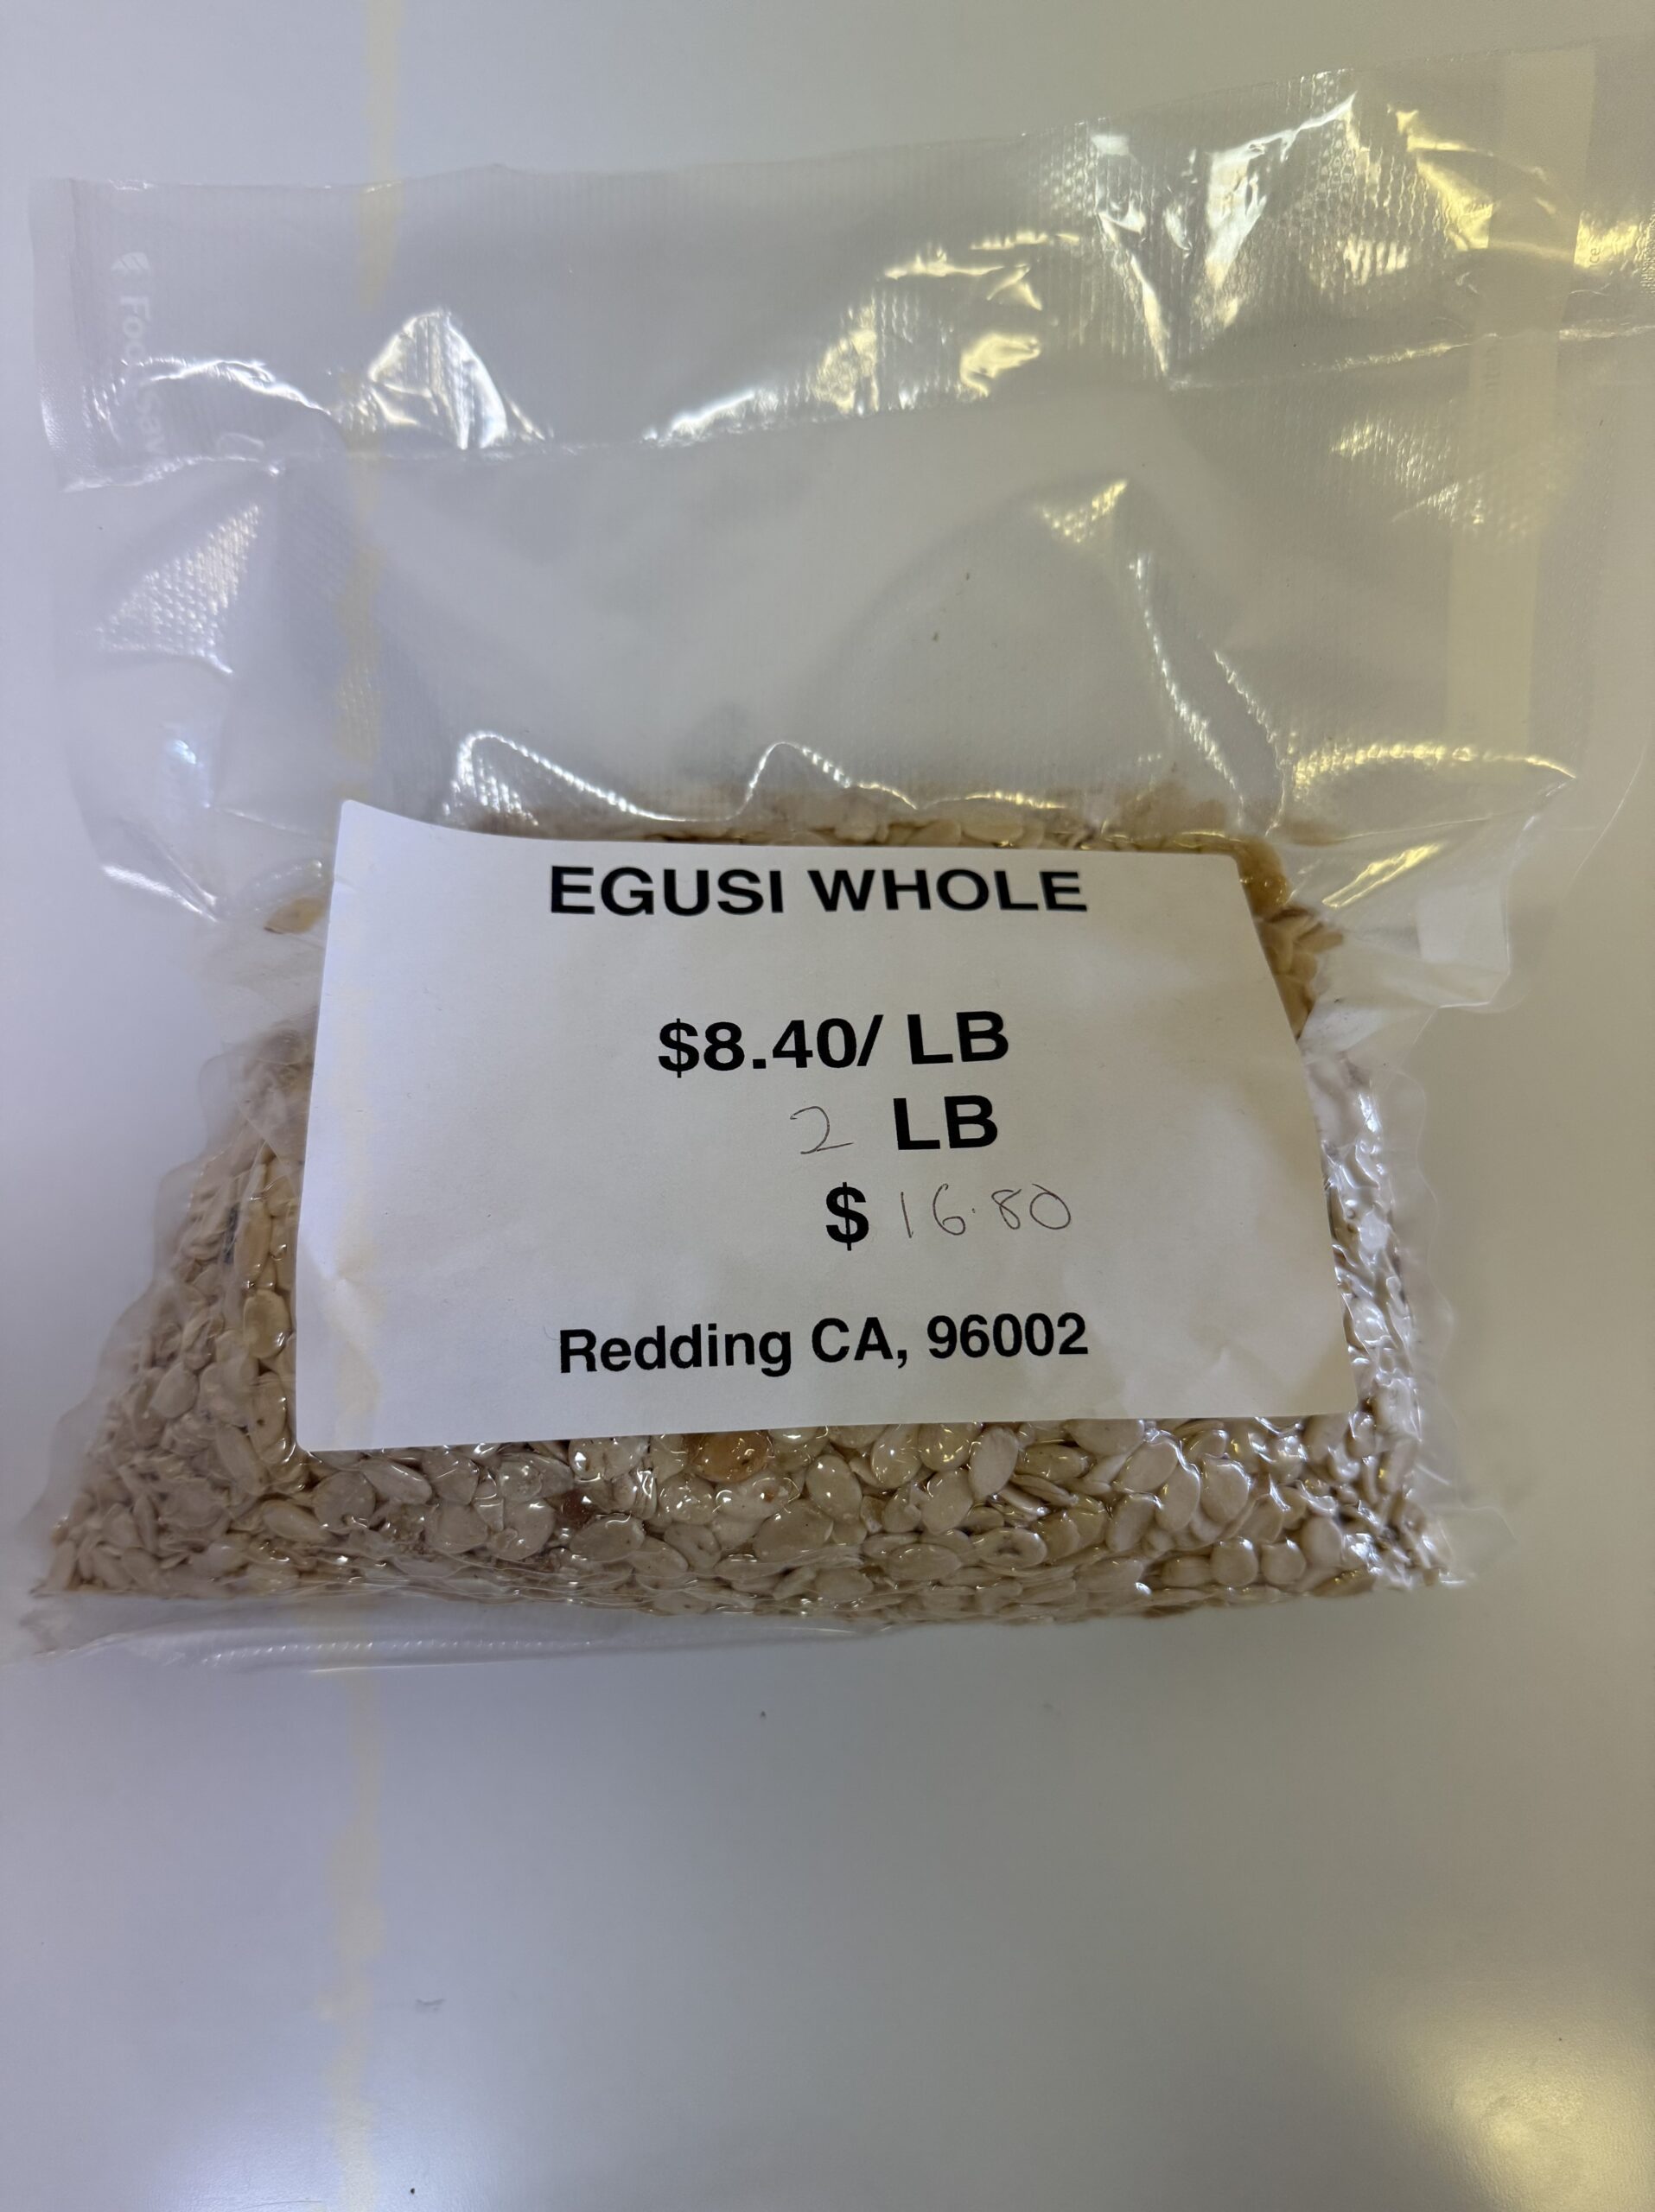 EGUSI WHOLE
$8.40/ LB
2 LB
$ 16.80
Redding CA, 96002